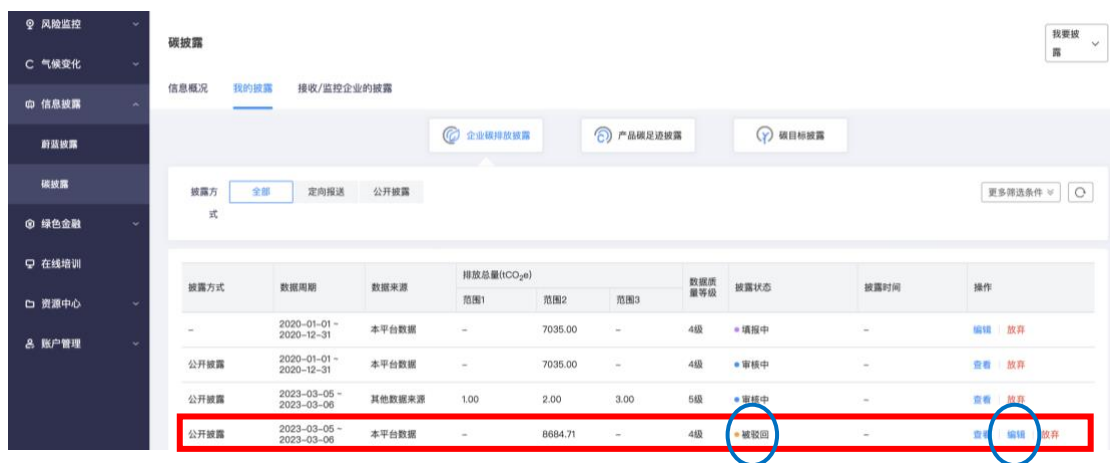 风险监控
碳披露
我要披
露
气候变化
信息概况 我的披露 接收/监控企业的披露
信息披露
企业碳排放披露 产品碳足迹披露 碳目标披露
蔚蓝披露
碳披露
披露方
式
全部 定向报送 公开披露 更多筛选条件
绿色金融
在线培训
资源中心
账户管理
披露方式 数据周期 数据来源 排放总量(tCO₂e) 数据质
量等级 披露状态 披露时间 操作
范围1 范围2 范围3
- 2020-01-01 ~
2020-12-31 本平台数据 - 7035.00 - 4级 填报中 - 编辑 放弃
公开披露 2020-01-01 ~
2020-12-31 本平台数据 - 7035.00 - 4级 审核中 - 查看 放弃
公开披露 2023-03-05 ~
2023-03-06 其他数据来源 1.00 2.00 3.00 5级 审核中 - 查看 放弃
公开披露 2023-03-05 ~
2023-03-06 本平台数据 - 8684.71 - 4级 被驳回 - 查看 编辑 放弃